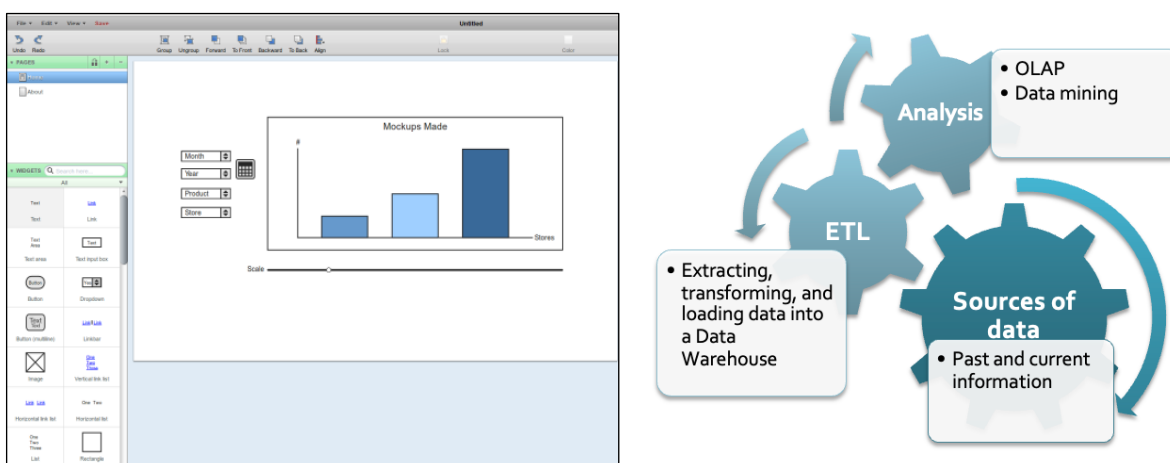 File Edit View Save
Untitled
Undo Redo
Group Ungroup Forward To Front Backward To Back Align
Lock
Color
PAGES
About
Mockups Made
#
Month
Year
Product
Store
Stores
Scale
WIDGETS Search here...
All
Text Link
Text Link
Text
Area Text
Text area Text input box
Button Yes
Button Dropdown
Text
Text
Button (multiline) Linkbar
One
Two
Three
Image Vertical link list
Link Link One Two
Horizontal link list Horizontal list
One
Two
Three
List Rectangle
Analysis
• OLAP
• Data mining
ETL
• Extracting,
transforming, and
loading data into
a Data
Warehouse
Sources of
data
• Past and current
information